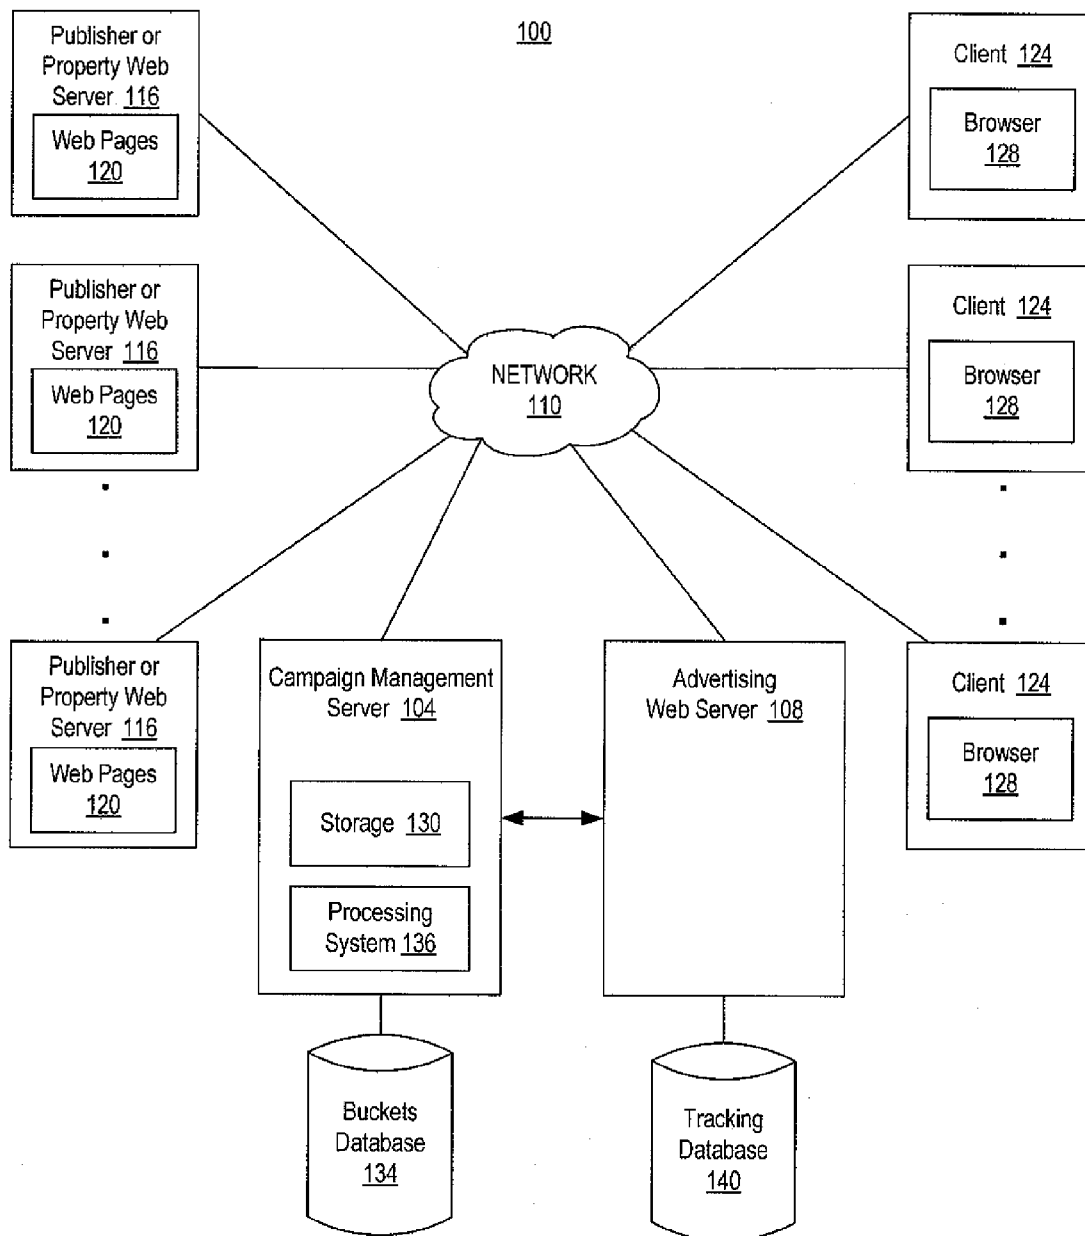 100
Publisher or
Property Web
Server 116
Web Pages
120
Client 124
Browser
128
Publisher or
Property Web
Server 116
Web Pages
120
NETWORK
110
Client 124
Browser
128
Publisher or
Property Web
Server 116
Web Pages
120
Campaign Management
Server 104
Storage 130
Processing
System 136
Advertising
Web Server 108
Client 124
Browser
128
Buckets
Database
134
Tracking
Database
140